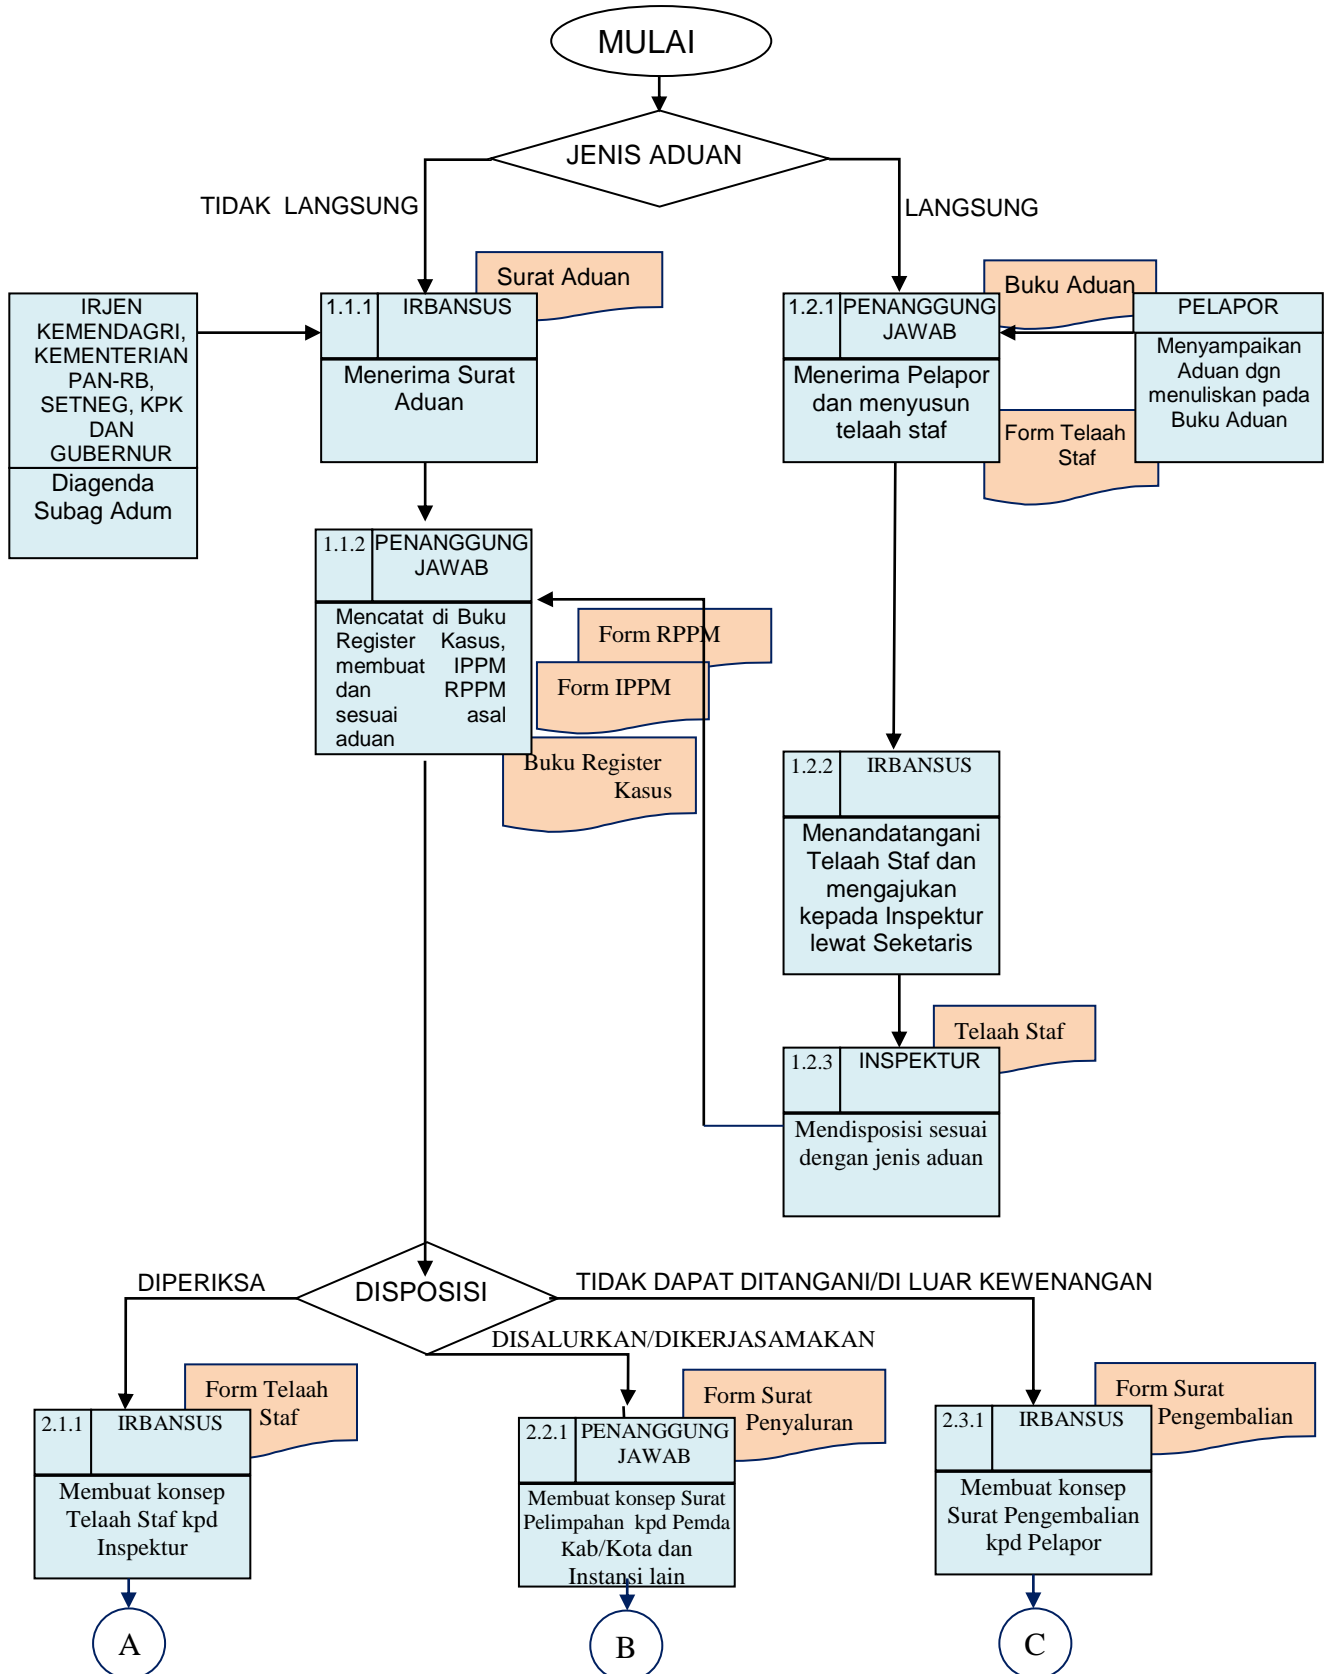 MULAI
JENIS ADUAN
TIDAK LANGSUNG
LANGSUNG
Surat Aduan
Buku Aduan
IRJEN
KEMENDAGRI,
KEMENTERIAN
PAN-RB,
SETNEG, KPK
DAN
GUBERNUR
Diagenda
Subag Adum
1.1.1
IRBANSUS
Menerima Surat
Aduan
1.2.1
PENANGGUNG
JAWAB
Menerima Pelapor
dan menyusun
telaah staf
PELAPOR
Menyampaikan
Aduan dgn
menuliskan pada
Buku Aduan
Form Telaah
Staf
1.1.2
PENANGGUNG
JAWAB
Mencatat di Buku
Register Kasus,
membuat IPPM
dan RPPM
sesuai asal
aduan
Form RPPM
Form IPPM
Buku Register
Kasus
1.2.2
IRBANSUS
Menandatangani
Telaah Staf dan
mengajukan
kepada Inspektur
lewat Seketaris
Telaah Staf
1.2.3
INSPEKTUR
Mendisposisi sesuai
dengan jenis aduan
DISPOSISI
DIPERIKSA
TIDAK DAPAT DITANGANI/DI LUAR KEWENANGAN
DISALURKAN/DIKERJASAMAKAN
Form Telaah
Staf
2.1.1
IRBANSUS
Membuat konsep
Telaah Staf kpd
Inspektur
A
Form Surat
Penyaluran
2.2.1
PENANGGUNG
JAWAB
Membuat konsep Surat
Pelimpahan kpd Pemda
Kab/Kota dan
Instansi lain
B
Form Surat
Pengembalian
2.3.1
IRBANSUS
Membuat konsep
Surat Pengembalian
kpd Pelapor
C